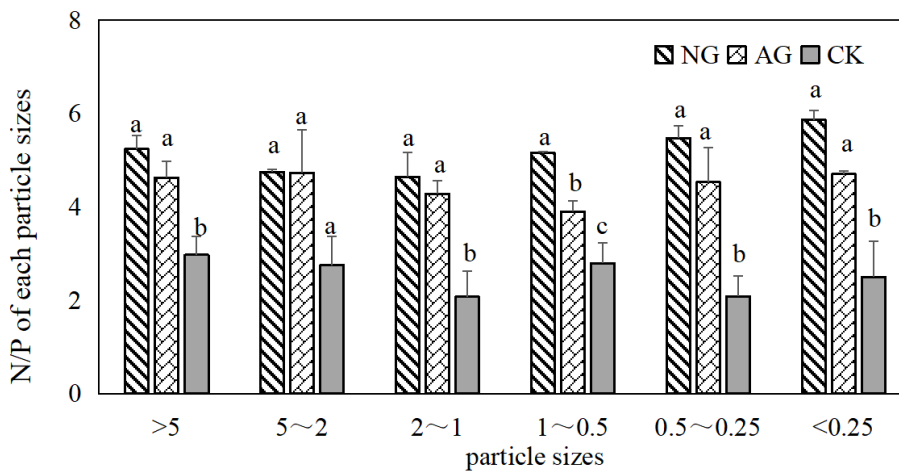 N/P of each particle sizes
8
6
4
2
0
NG AG CK
a a b
a a a
a a b
a b c
a a b
a a b
>5 5～2 2～1 1～0.5 0.5～0.25 <0.25
particle sizes